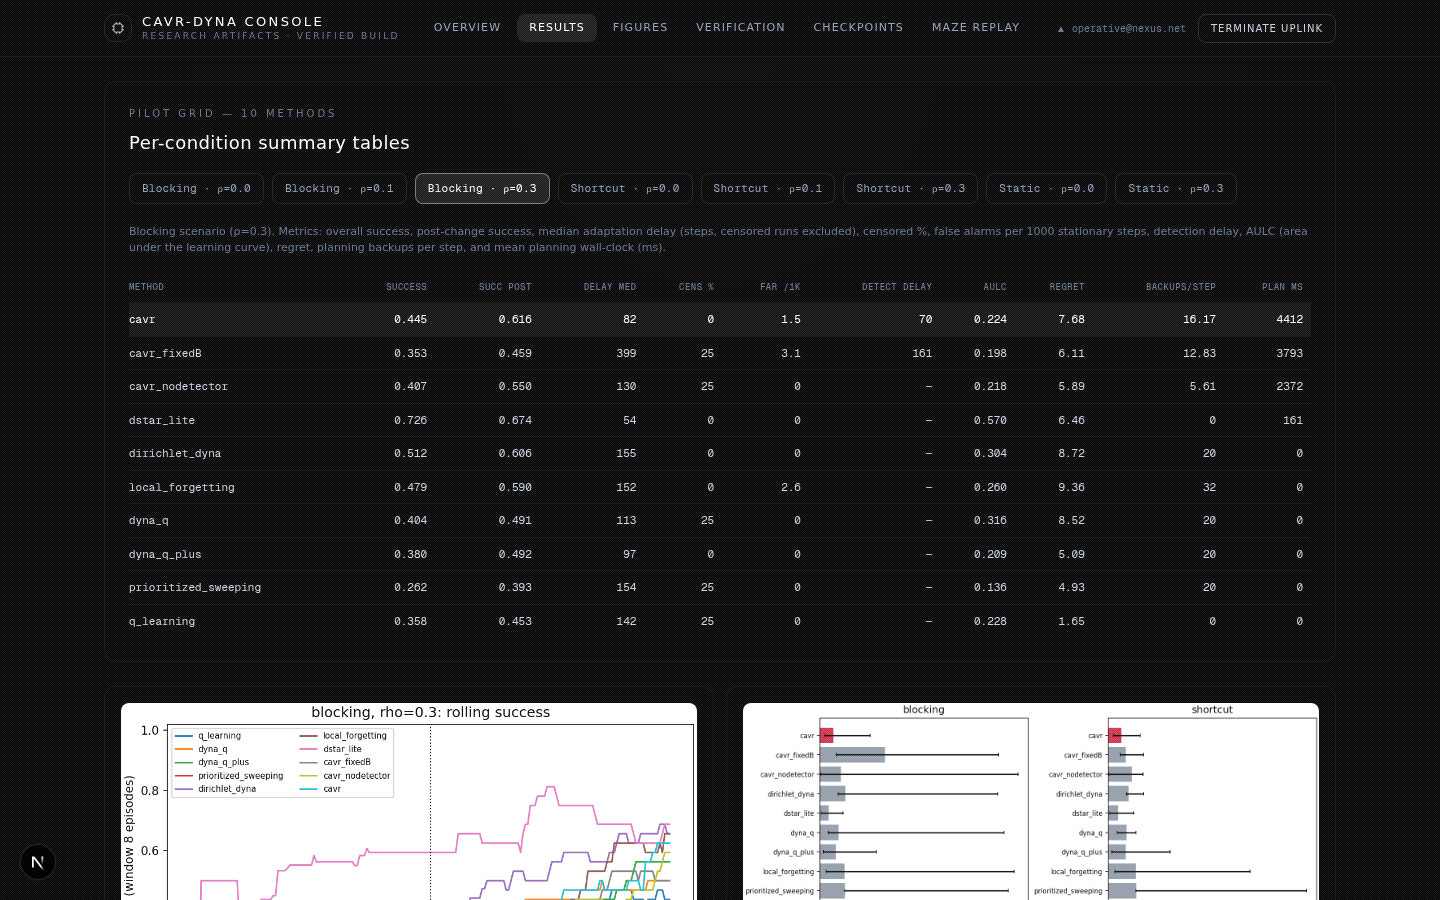 CAVR-DYNA CONSOLE
RESEARCH ARTIFACTS · VERIFIED BUILD
OVERVIEW RESULTS FIGURES VERIFICATION CHECKPOINTS MAZE REPLAY
▲ operative@nexus.net TERMINATE UPLINK
PILOT GRID — 10 METHODS
Per-condition summary tables
Blocking · ρ=0.0 Blocking · ρ=0.1 Blocking · ρ=0.3 Shortcut · ρ=0.0 Shortcut · ρ=0.1 Shortcut · ρ=0.3 Static · ρ=0.0 Static · ρ=0.3
Blocking scenario (ρ=0.3). Metrics: overall success, post-change success, median adaptation delay (steps, censored runs excluded), censored %, false alarms per 1000 stationary steps, detection delay, AULC (area
under the learning curve), regret, planning backups per step, and mean planning wall-clock (ms).
METHOD SUCCESS SUCC POST DELAY MED CENS % FAR /1K DETECT DELAY AULC REGRET BACKUPS/STEP PLAN MS
cavr 0.445 0.616 82 0 1.5 70 0.224 7.68 16.17 4412
cavr_fixedB 0.353 0.459 399 25 3.1 161 0.198 6.11 12.83 3793
cavr_nodetector 0.407 0.550 130 25 0 — 0.218 5.89 5.61 2372
dstar_lite 0.726 0.674 54 0 0 — 0.570 6.46 0 161
dirichlet_dyna 0.512 0.606 155 0 0 — 0.304 8.72 20 0
local_forgetting 0.479 0.590 152 0 2.6 — 0.260 9.36 32 0
dyna_q 0.404 0.491 113 25 0 — 0.316 8.52 20 0
dyna_q_plus 0.380 0.492 97 0 0 — 0.209 5.09 20 0
prioritized_sweeping 0.262 0.393 154 25 0 — 0.136 4.93 20 0
q_learning 0.358 0.453 142 25 0 — 0.228 1.65 0 0
blocking, rho=0.3: rolling success
1.0
0.8
0.6
(window 8 episodes)
q_learning local_forgetting
dyna_q dstar_lite
dyna_q_plus cavr_fixedB
prioritized_sweeping cavr_nodetector
dirichlet_dyna cavr
blocking
cavr
cavr_fixedB
cavr_nodetector
dirichlet_dyna
dstar_lite
dyna_q
dyna_q_plus
local_forgetting
prioritized_sweeping
shortcut
cavr
cavr_fixedB
cavr_nodetector
dirichlet_dyna
dstar_lite
dyna_q
dyna_q_plus
local_forgetting
prioritized_sweeping
N